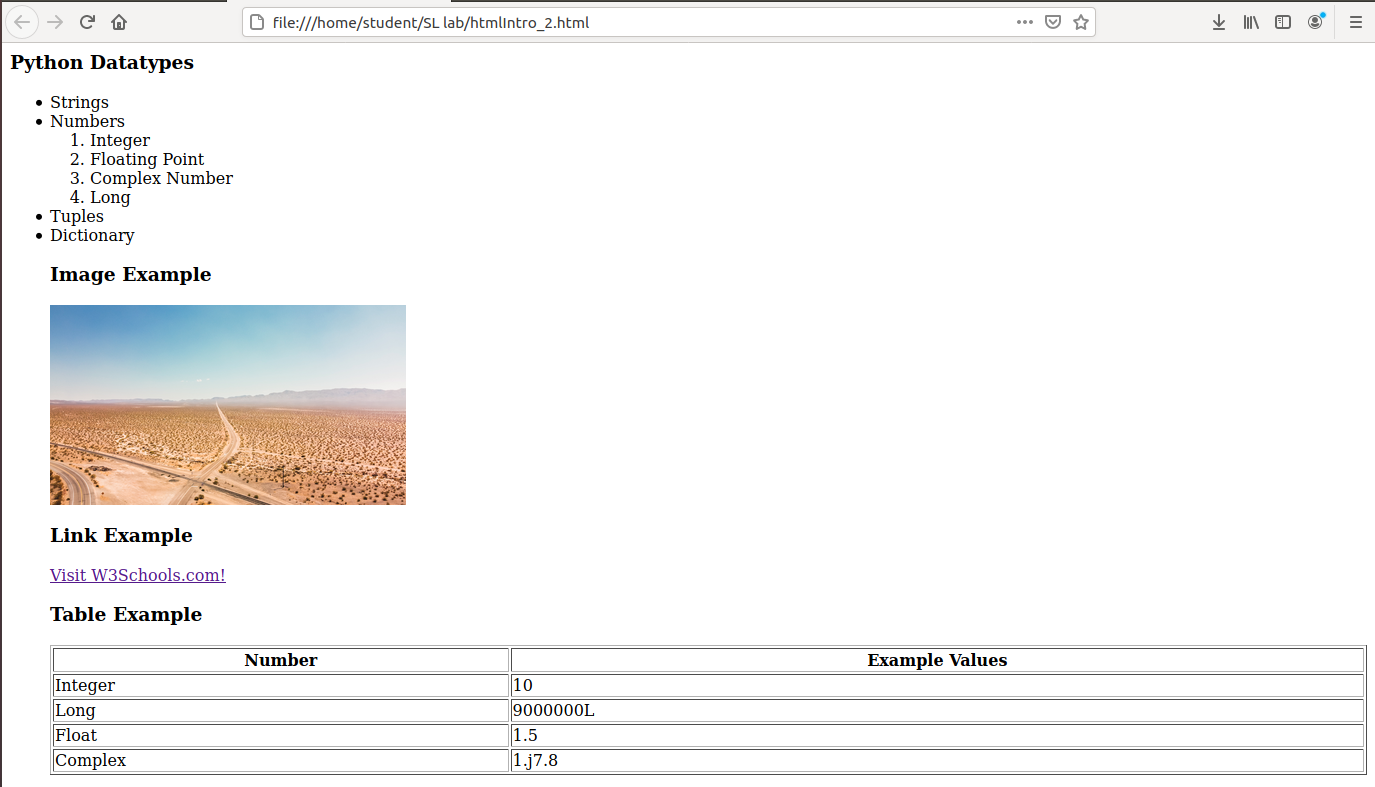 file:///home/student/SL lab/htmlIntro_2.html
Python Datatypes
• Strings
• Numbers
1. Integer
2. Floating Point
3. Complex Number
4. Long
• Tuples
• Dictionary
Image Example
Link Example
Visit W3Schools.com!
Table Example
Number Example Values
Integer 10
Long 9000000L
Float 1.5
Complex 1.j7.8